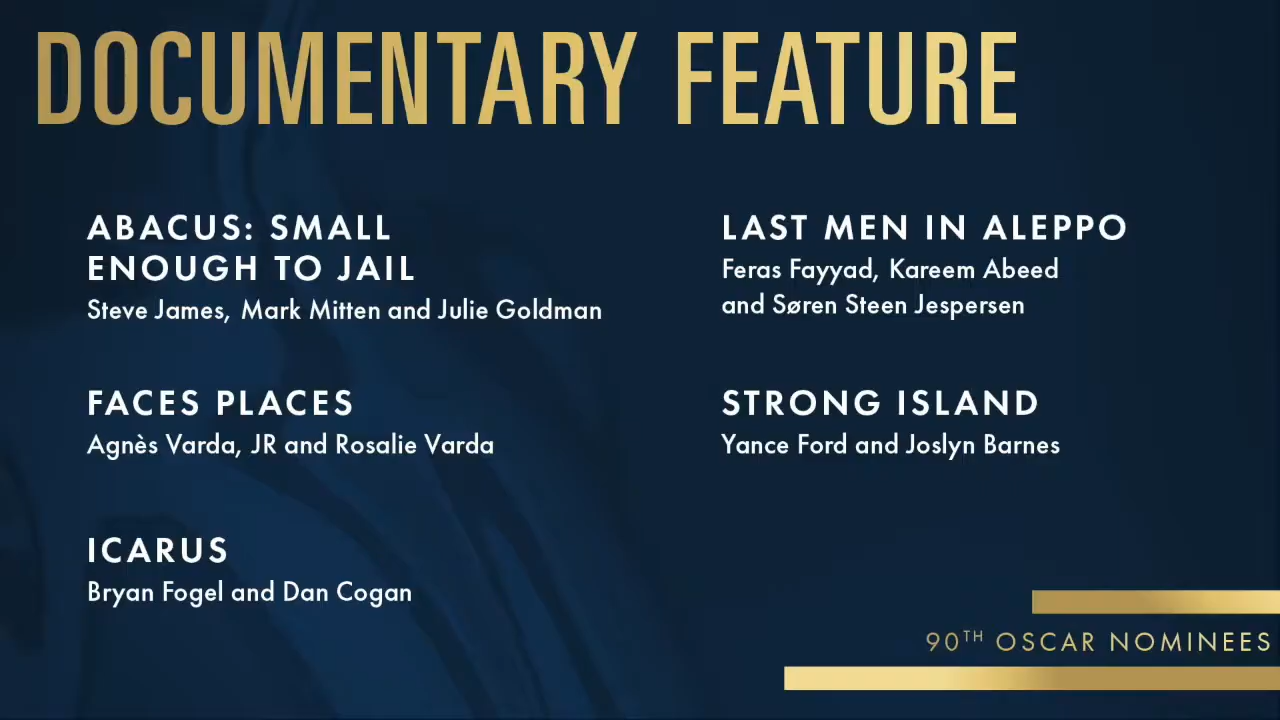 DOCUMENTARY FEATURE
ABACUS: SMALL
ENOUGH TO JAIL
Steve James, Mark Mitten and Julie Goldman
FACES PLACES
Agnès Varda, JR and Rosalie Varda
ICARUS
Bryan Fogel and Dan Cogan
LAST MEN IN ALEPPO
Feras Fayyad, Kareem Abeed
and Søren Steen Jespersen
STRONG ISLAND
Yance Ford and Joslyn Barnes
90TH OSCAR NOMINEES